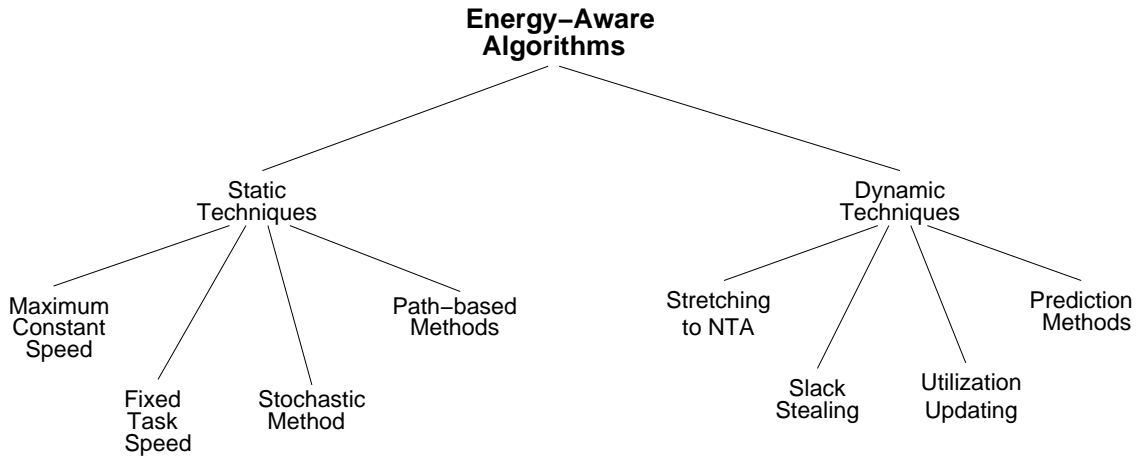 Energy−Aware
Algorithms
Static
Techniques
Dynamic
Techniques
Maximum
Constant
Speed
Fixed
Task
Speed
Stochastic
Method
Path−based
Methods
Stretching
to NTA
Slack
Stealing
Utilization
Updating
Prediction
Methods